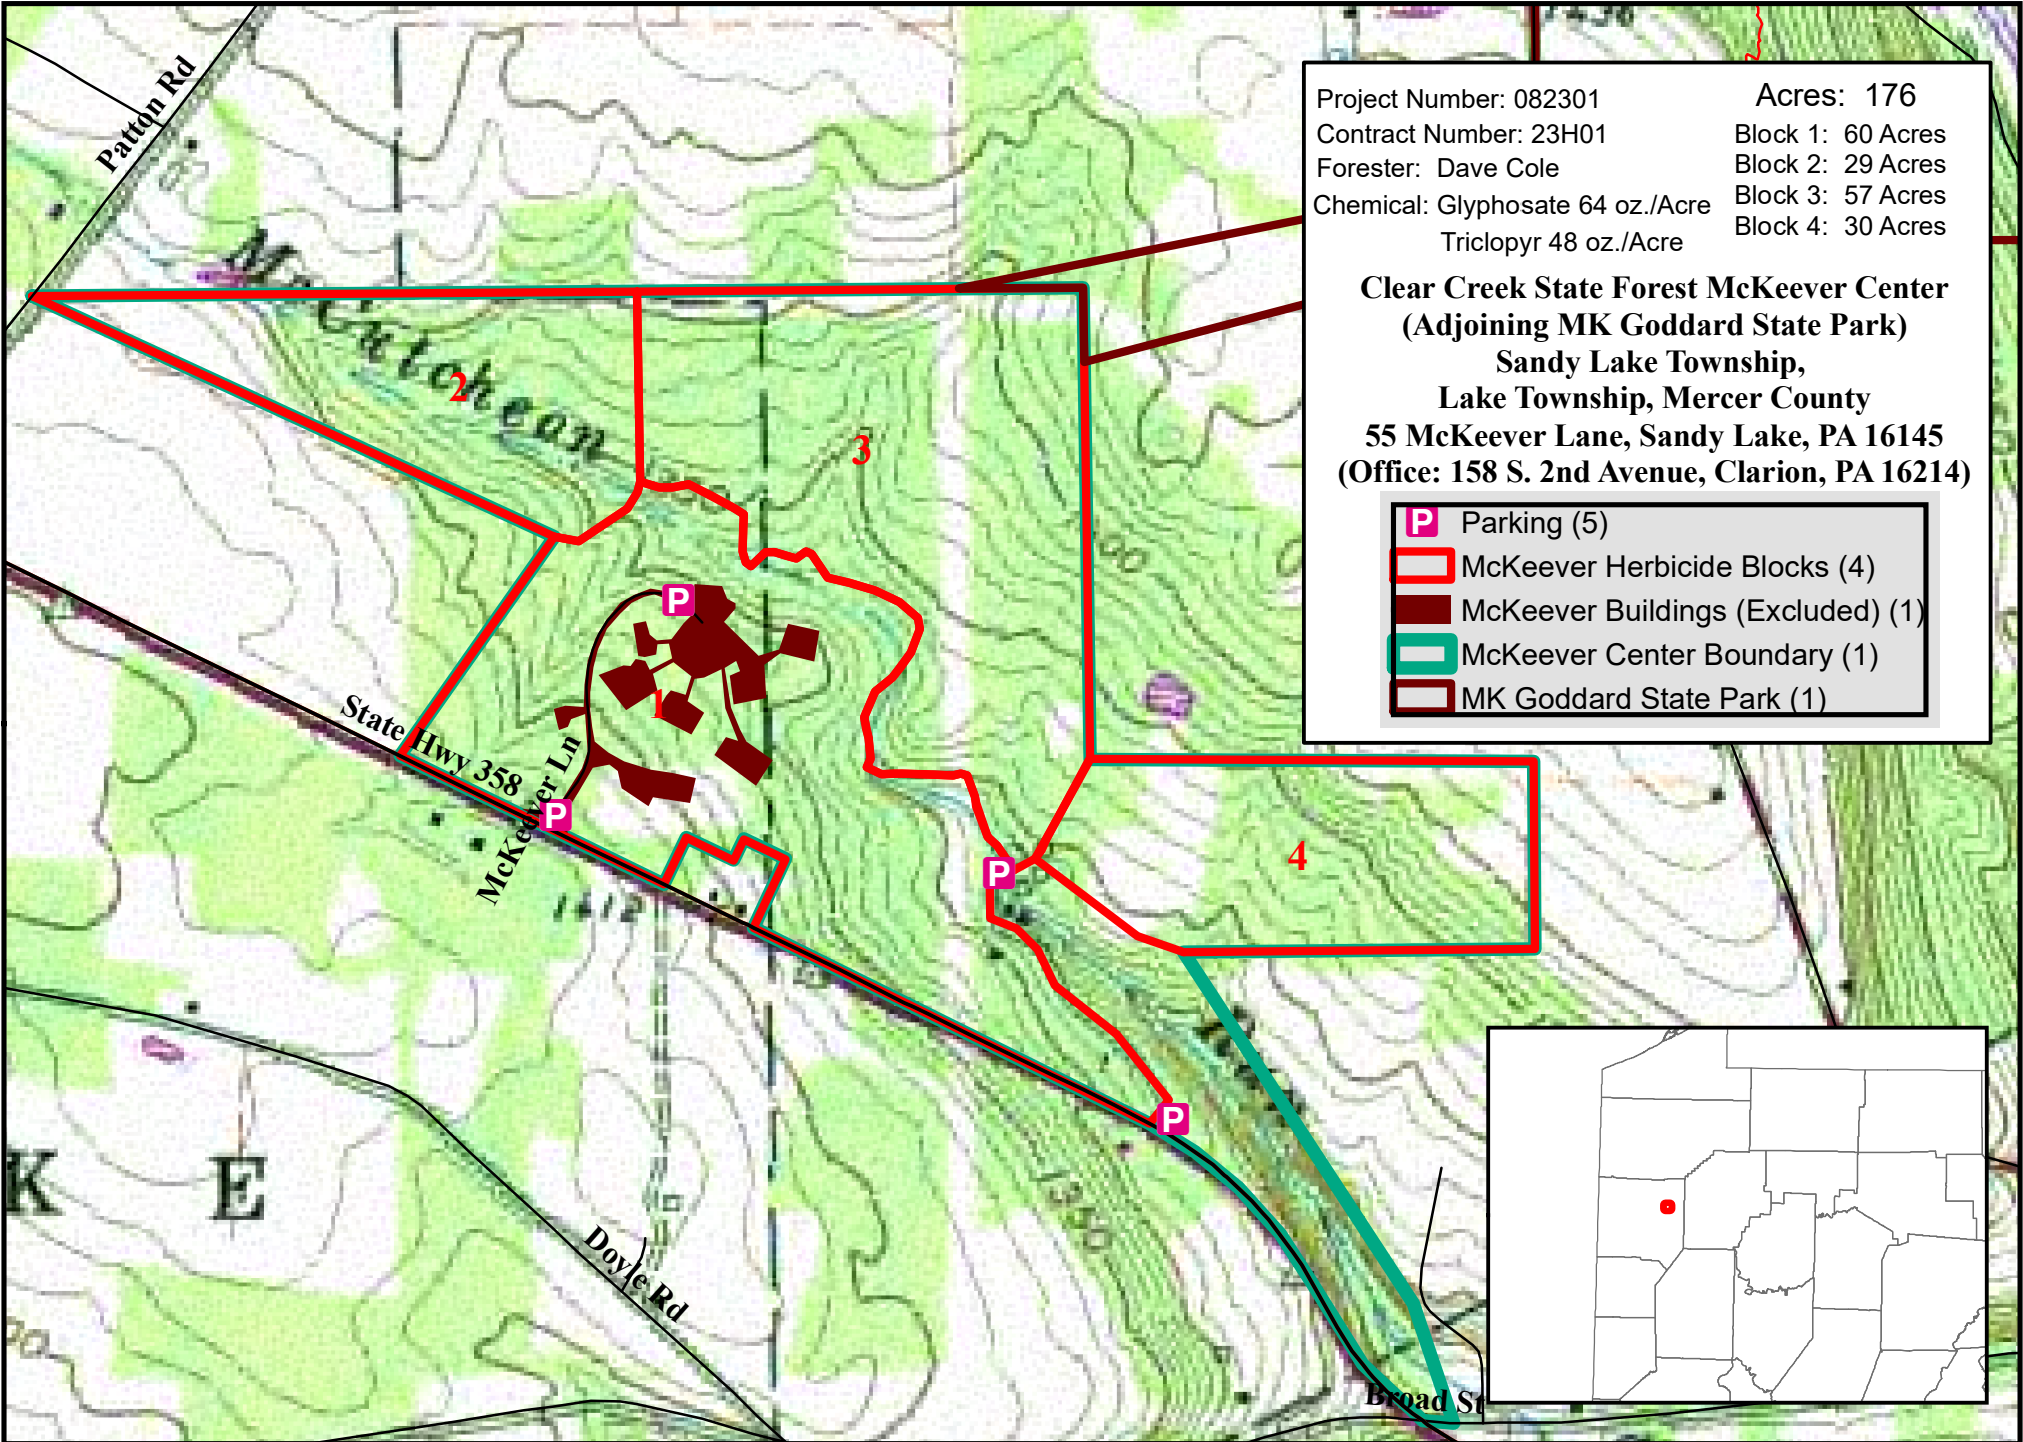 Project Number: 082301
Contract Number: 23H01
Forester: Dave Cole
Chemical: Glyphosate 64 oz./Acre
Triclopyr 48 oz./Acre
Acres: 176
Block 1: 60 Acres
Block 2: 29 Acres
Block 3: 57 Acres
Block 4: 30 Acres
Clear Creek State Forest McKeever Center
(Adjoining MK Goddard State Park)
Sandy Lake Township,
Lake Township, Mercer County
55 McKeever Lane, Sandy Lake, PA 16145
(Office: 158 S. 2nd Avenue, Clarion, PA 16214)
P Parking (5)
McKeever Herbicide Blocks (4)
McKeever Buildings (Excluded) (1)
McKeever Center Boundary (1)
MK Goddard State Park (1)
Patton Rd
McCutchean
2
3
P
1
State Hwy 358
McKeever Ln
P
4
P
1412
P
1350
K E
Doyle Rd
Broad St